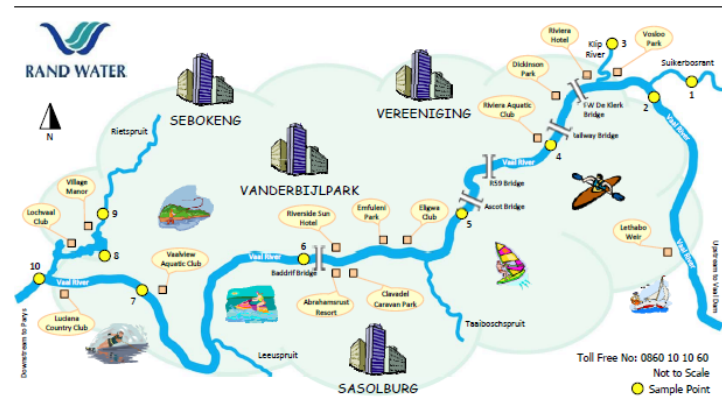 RAND WATER
N
Rietspruit
SEBOKENG
VEREENIGING
VANDERBIJLPARK
SASOLBURG
Riviera
Hotel
Klip
River
3
Vosloo
Park
Suikerbosrant
1
2
Dickinson
Park
FW De Klerk
Bridge
Riviera Aquatic
Club
Railway Bridge
4
Vaal River
R59 Bridge
Ascot Bridge
5
Village
Manor
Lochvaal
Club
9
8
10
Vaal River
7
Vaalview
Aquatic Club
Luciana
Country Club
Downstream to Parys
Vaal River
6
Baddrif Bridge
Riverside Sun
Hotel
Emfuleni
Park
Eligwa
Club
Abrahamsrust
Resort
Clavadel
Caravan Park
Leeuspruit
Taaiboschspruit
Lethabo
Weir
Vaal River
Vaal River
Upstream to Vaal Dam
Toll Free No: 0860 10 10 60
Not to Scale
Sample Point